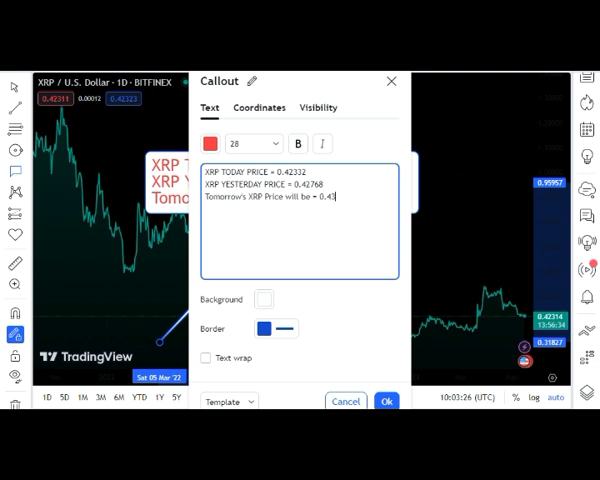 XRP / U.S. Dollar · 1D · BITFINEX
0.42311 0.00012 0.42323
XRP T
XRP Y
Tomo
Callout
Text Coordinates Visibility
28 B I
XRP TODAY PRICE = 0.42332
XRP YESTERDAY PRICE = 0.42768
Tomorrow's XRP Price will be = 0.43
Background
Border
Text wrap
Template Cancel Ok
0.95957
0.42314
13:56:34
0.31827
TradingView
2022
Sat 05 Mar '22
1D 5D 1M 3M 6M YTD 1Y 5Y
10:03:26 (UTC) % log auto